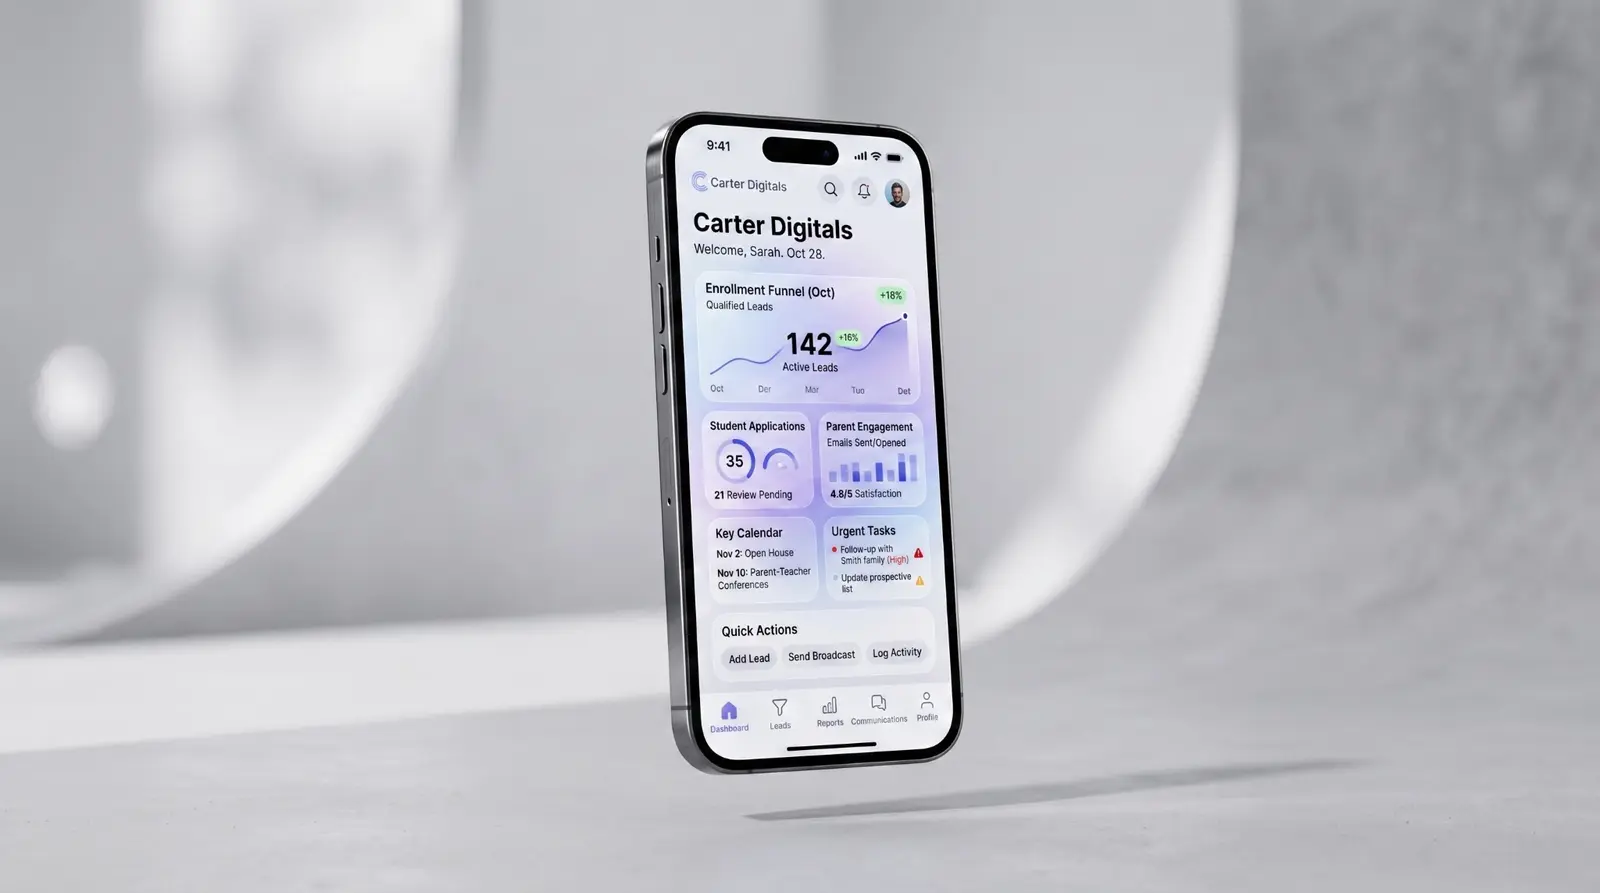 9:41
Carter Digitals
Carter Digitals
Welcome, Sarah. Oct 28.
Enrollment Funnel (Oct)
+18%
Qualified Leads
142
+16%
Active Leads
Oct Der Mar Tuo Det
Student Applications
35
21 Review Pending
Parent Engagement
Emails Sent/Opened
4.8/5 Satisfaction
Key Calendar
Nov 2: Open House
Nov 10: Parent-Teacher
Conferences
Urgent Tasks
Follow-up with
Smith family (High)
Update prospective
list
Quick Actions
Add Lead
Send Broadcast
Log Activity
Dashboard
Leads
Reports
Communications
Profile